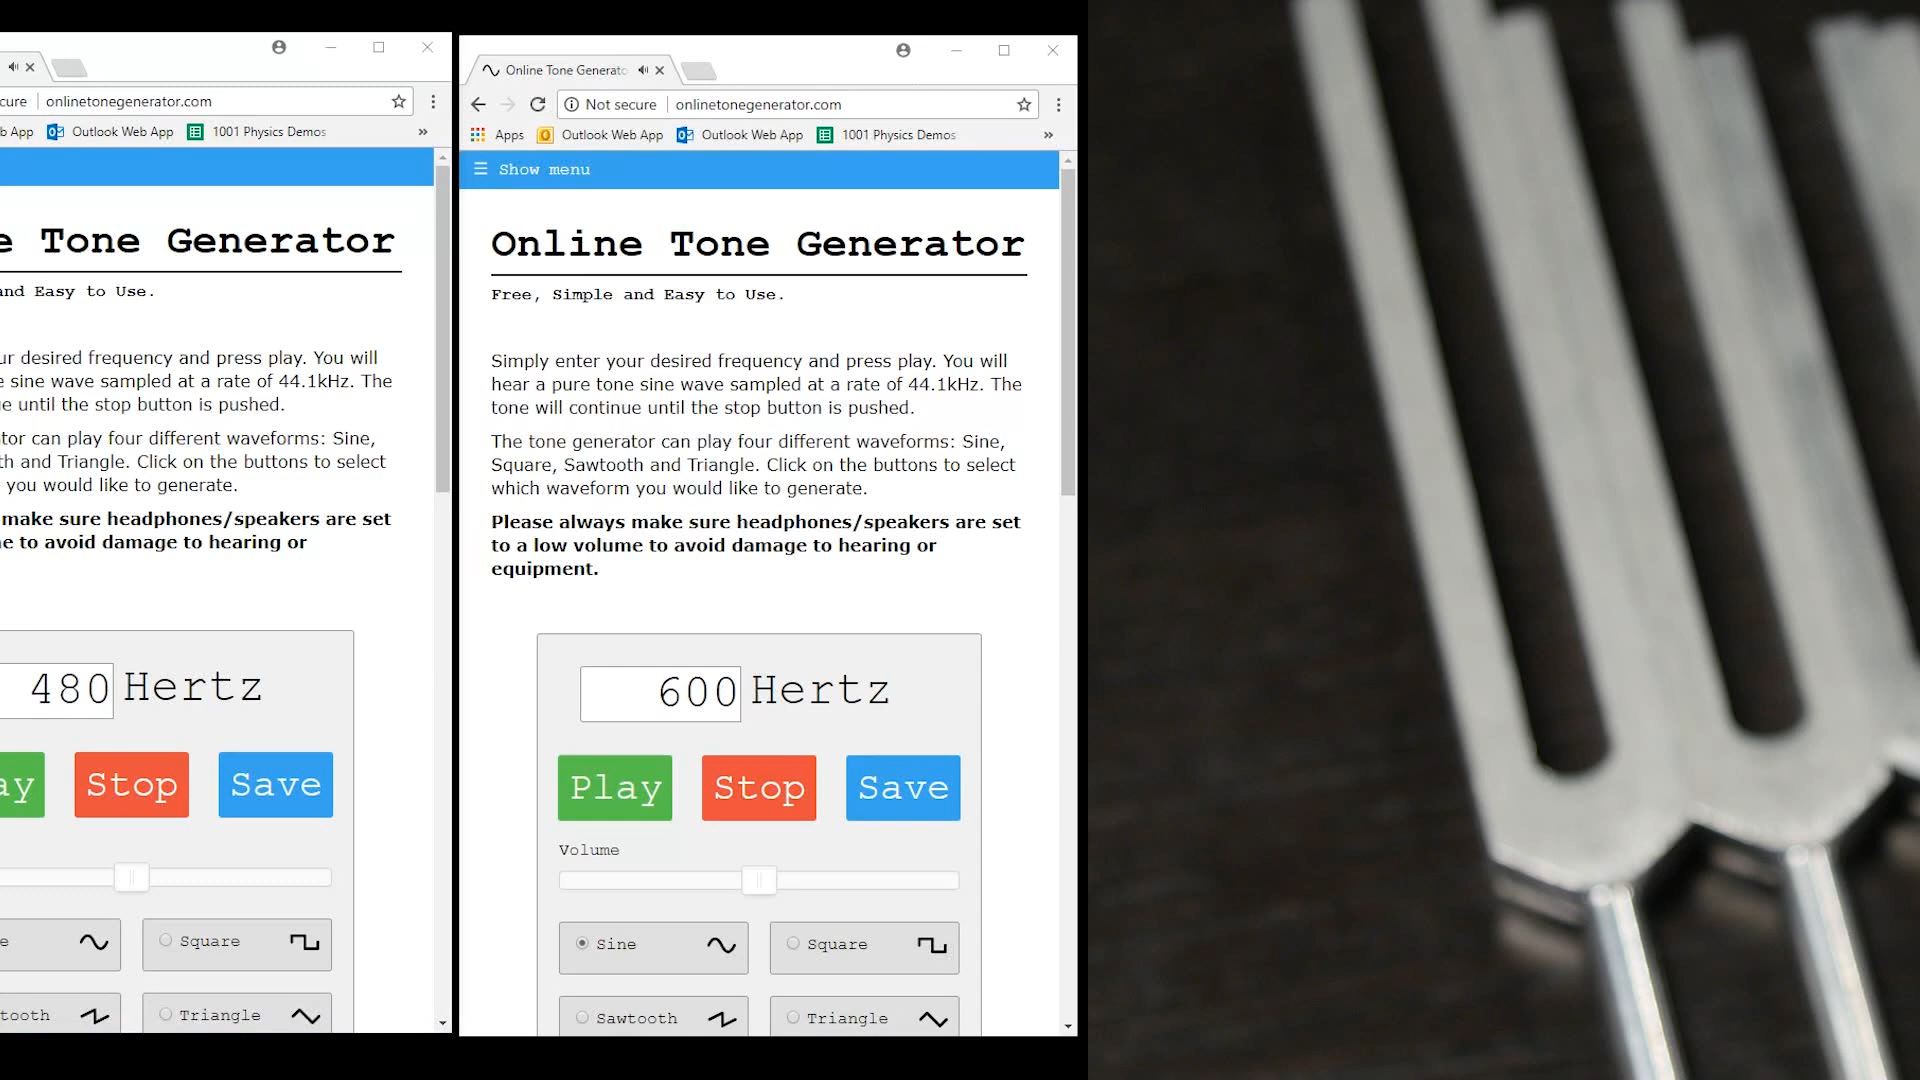 cure onlinetonegenerator.com
b App Outlook Web App 1001 Physics Demos »
e Tone Generator
and Easy to Use.
ur desired frequency and press play. You will
e sine wave sampled at a rate of 44.1kHz. The
e until the stop button is pushed.
tor can play four different waveforms: Sine,
th and Triangle. Click on the buttons to select
you would like to generate.
make sure headphones/speakers are set
e to avoid damage to hearing or
480 Hertz
ay Stop Save
e Square
tooth Triangle
Online Tone Generato
Not secure onlinetonegenerator.com
Apps Outlook Web App Outlook Web App 1001 Physics Demos »
☰ Show menu
Online Tone Generator
Free, Simple and Easy to Use.
Simply enter your desired frequency and press play. You will
hear a pure tone sine wave sampled at a rate of 44.1kHz. The
tone will continue until the stop button is pushed.
The tone generator can play four different waveforms: Sine,
Square, Sawtooth and Triangle. Click on the buttons to select
which waveform you would like to generate.
Please always make sure headphones/speakers are set
to a low volume to avoid damage to hearing or
equipment.
600 Hertz
Play Stop Save
Volume
Sine Square
Sawtooth Triangle